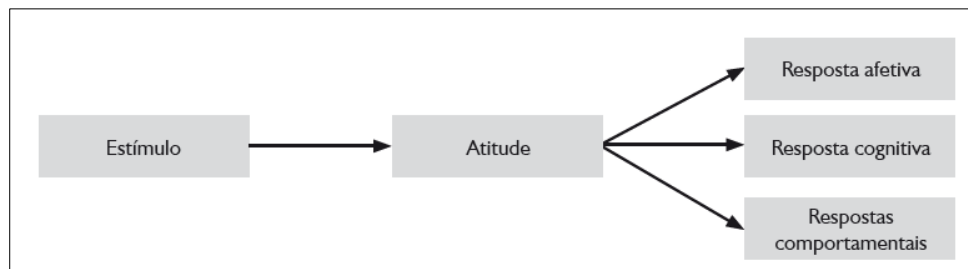 Resposta afetiva
Estímulo
Atitude
Resposta cognitiva
Respostas
comportamentais